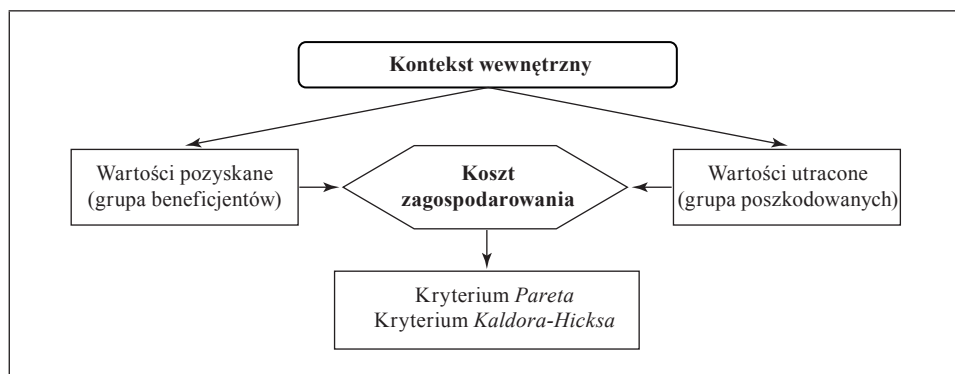 Kontekst wewnętrzny
Wartości pozyskane
(grupa beneficjentów)
Koszt
zagospodarowania
Wartości utracone
(grupa poszkodowanych)
Kryterium Pareta
Kryterium Kaldora-Hicksa